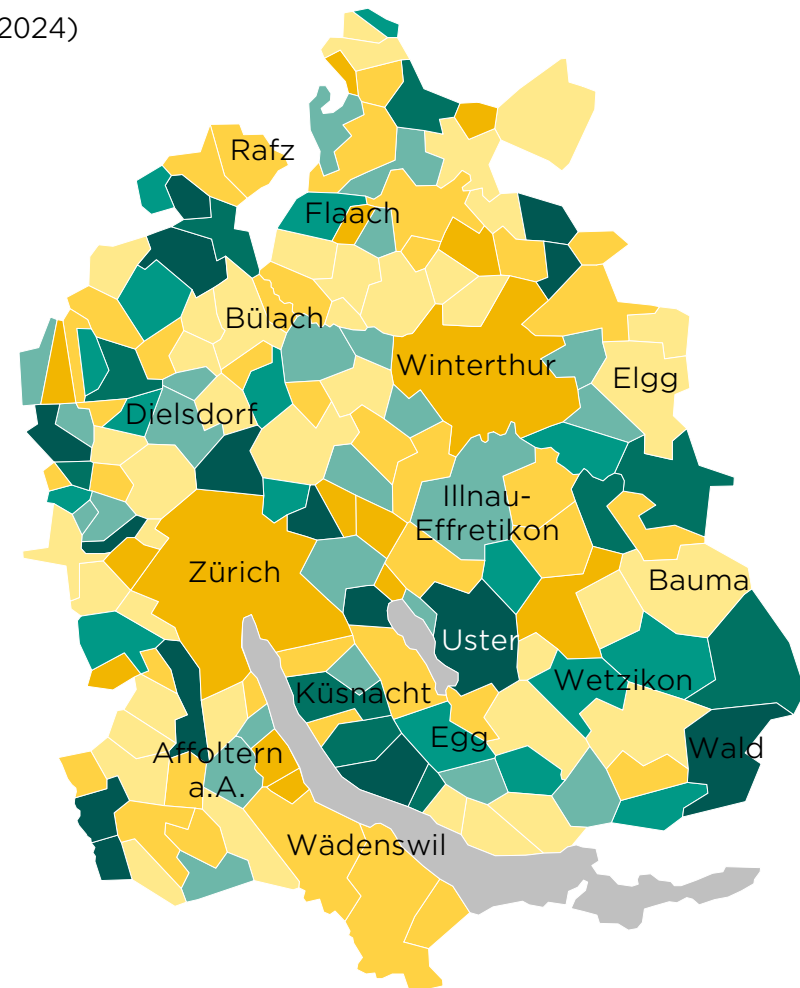 2024)
Rafz
Flaach
Bülach
Winterthur
Elgg
Dielsdorf
Illnau-
Effretikon
Zürich
Bauma
Uster
Wetzikon
Küsnacht
Egg
Wald
Affoltern
a.A.
Wädenswil